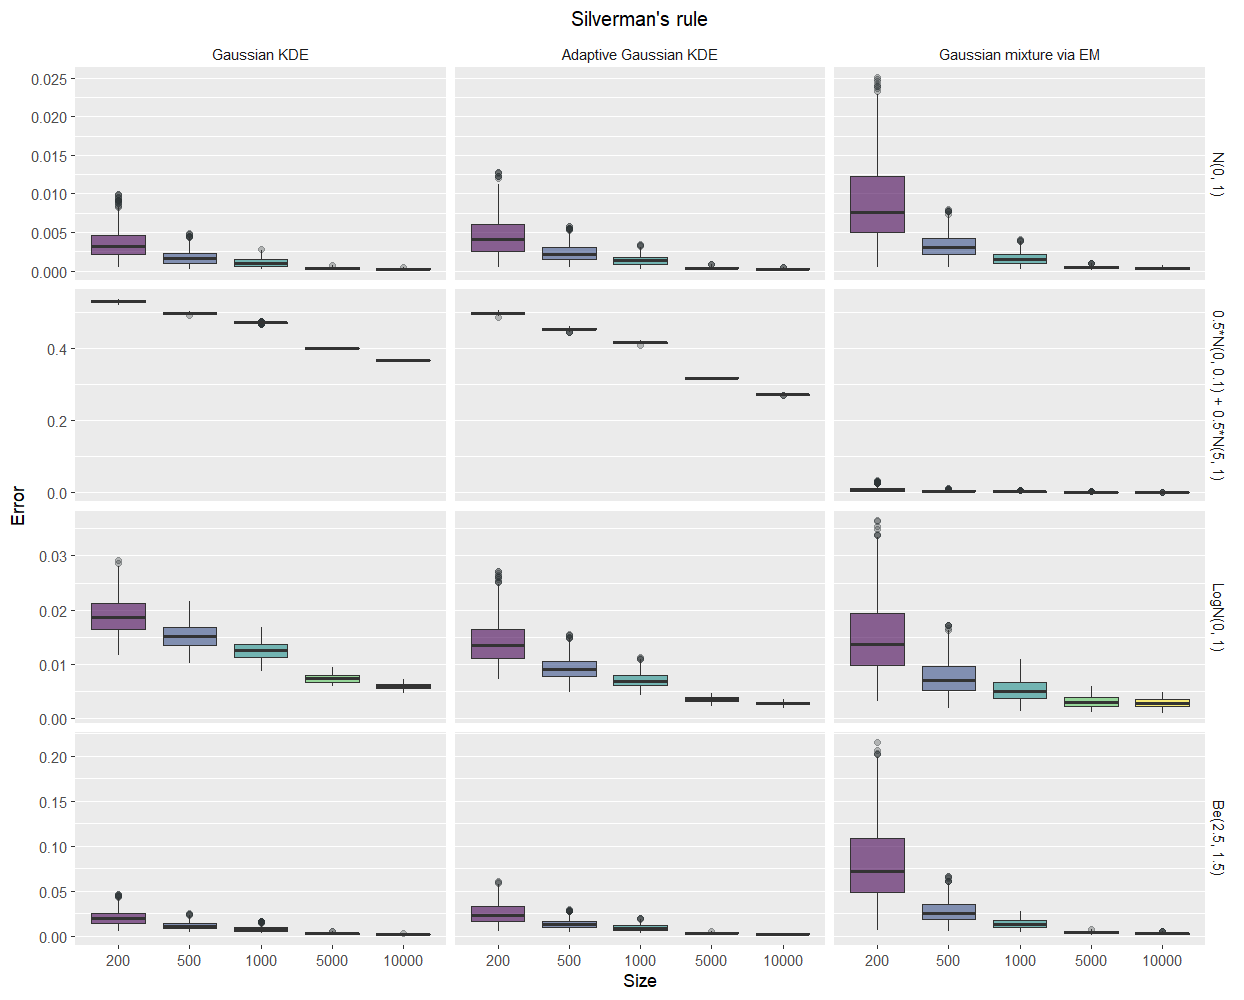 Silverman's rule
Gaussian KDE
Adaptive Gaussian KDE
Gaussian mixture via EM
0.025
0.020
0.015
0.010
0.005
0.000
N(0, 1)
0.4
0.2
0.0
0.5*N(0, 0.1) + 0.5*N(5, 1)
Error
0.03
0.02
0.01
0.00
LogN(0, 1)
0.20
0.15
0.10
0.05
0.00
Be(2.5, 1.5)
200 500 1000 5000 10000
200 500 1000 5000 10000
200 500 1000 5000 10000
Size